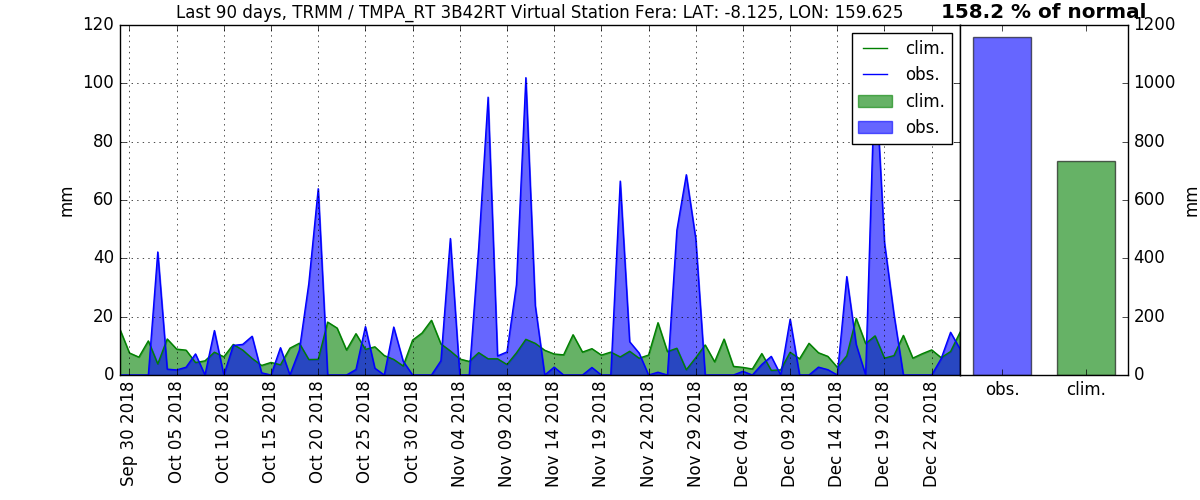 Last 90 days, TRMM / TMPA_RT 3B42RT Virtual Station Fera: LAT: -8.125, LON: 159.625
158.2 % of normal
120
100
80
60
40
20
0
mm
clim.
obs.
clim.
obs.
1200
1000
800
600
400
200
0
mm
Sep 30 2018
Oct 05 2018
Oct 10 2018
Oct 15 2018
Oct 20 2018
Oct 25 2018
Oct 30 2018
Nov 04 2018
Nov 09 2018
Nov 14 2018
Nov 19 2018
Nov 24 2018
Nov 29 2018
Dec 04 2018
Dec 09 2018
Dec 14 2018
Dec 19 2018
Dec 24 2018
obs.
clim.